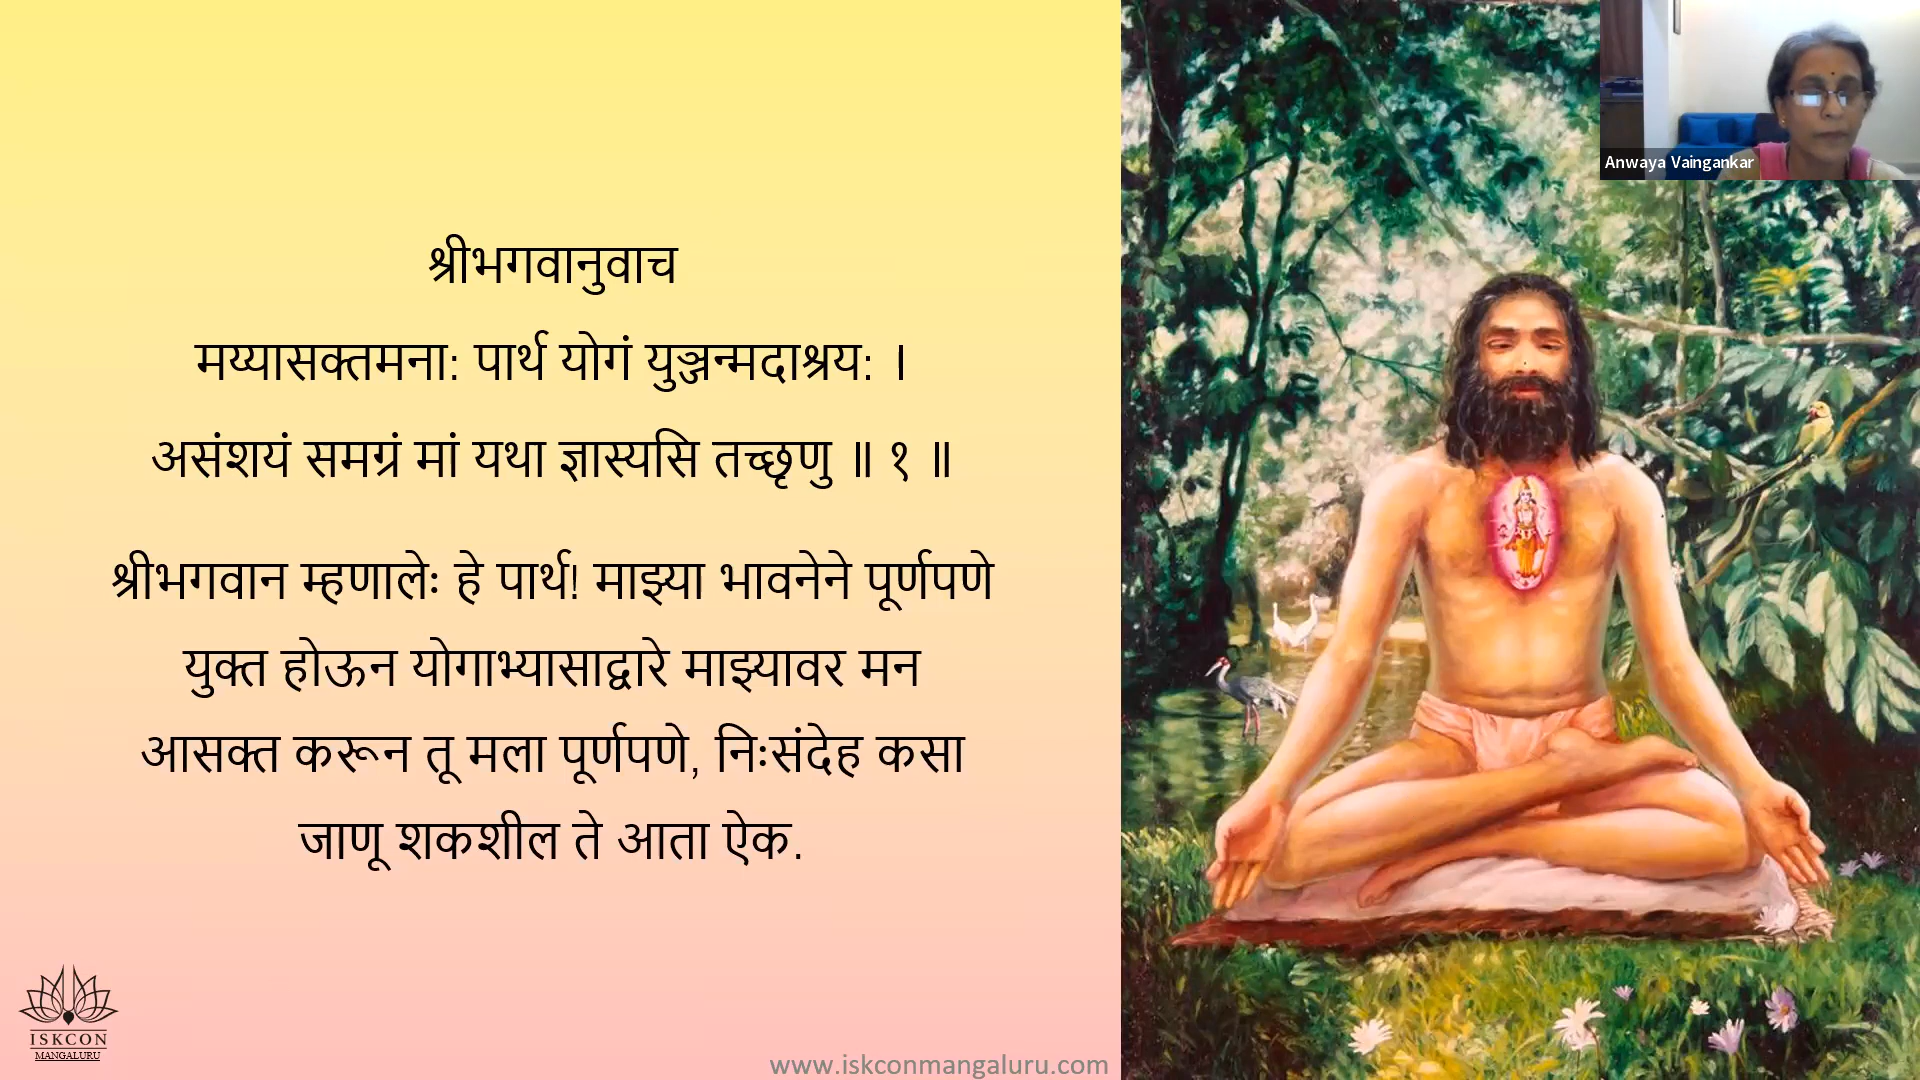 श्रीभगवानुवाच
मय्यासक्तमना: पार्थ योगं युञ्जन्मदाश्रय: ।
असंशयं समग्रं मां यथा ज्ञास्यसि तच्छृणु ॥ १ ॥
श्रीभगवान म्हणालेः हे पार्थ! माझ्या भावनेने पूर्णपणे
युक्त होऊन योगाभ्यासाद्वारे माझ्यावर मन
आसक्त करून तू मला पूर्णपणे, निःसंदेह कसा
जाणू शकशील ते आता ऐक.
Anwaya Vaingankar
ISKCON
MANGALURU
www.iskconmangaluru.com